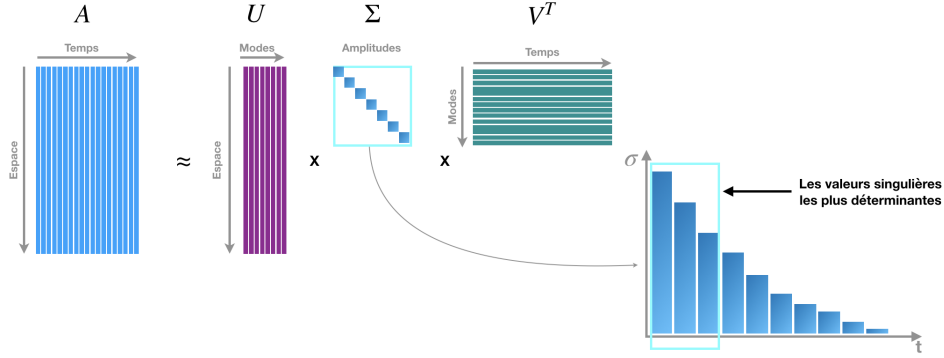 A U Σ V^T
Temps Modes Amplitudes Temps
Espace
≈
Espace
x
x
Modes
σ
Les valeurs singulières
les plus déterminantes
t